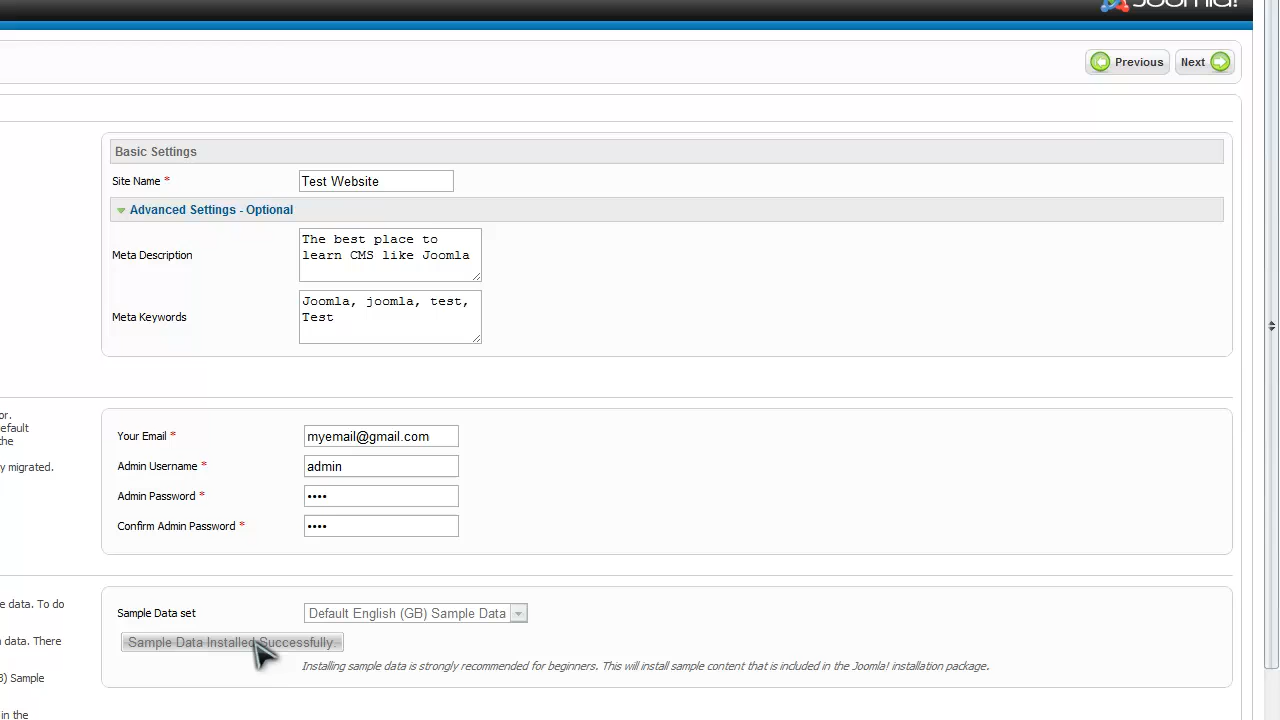 Joomla!
Previous
Next
Basic Settings
Site Name *
Test Website
Advanced Settings - Optional
Meta Description
The best place to
learn CMS like Joomla
Meta Keywords
Joomla, joomla, test,
Test
or.
efault
the
y migrated.
Your Email *
myemail@gmail.com
Admin Username *
admin
Admin Password *
••••
Confirm Admin Password *
••••
e data. To do
Sample Data set
Default English (GB) Sample Data
data. There
Sample Data Installed Successfully.
Installing sample data is strongly recommended for beginners. This will install sample content that is included in the Joomla! installation package.
) Sample
in the